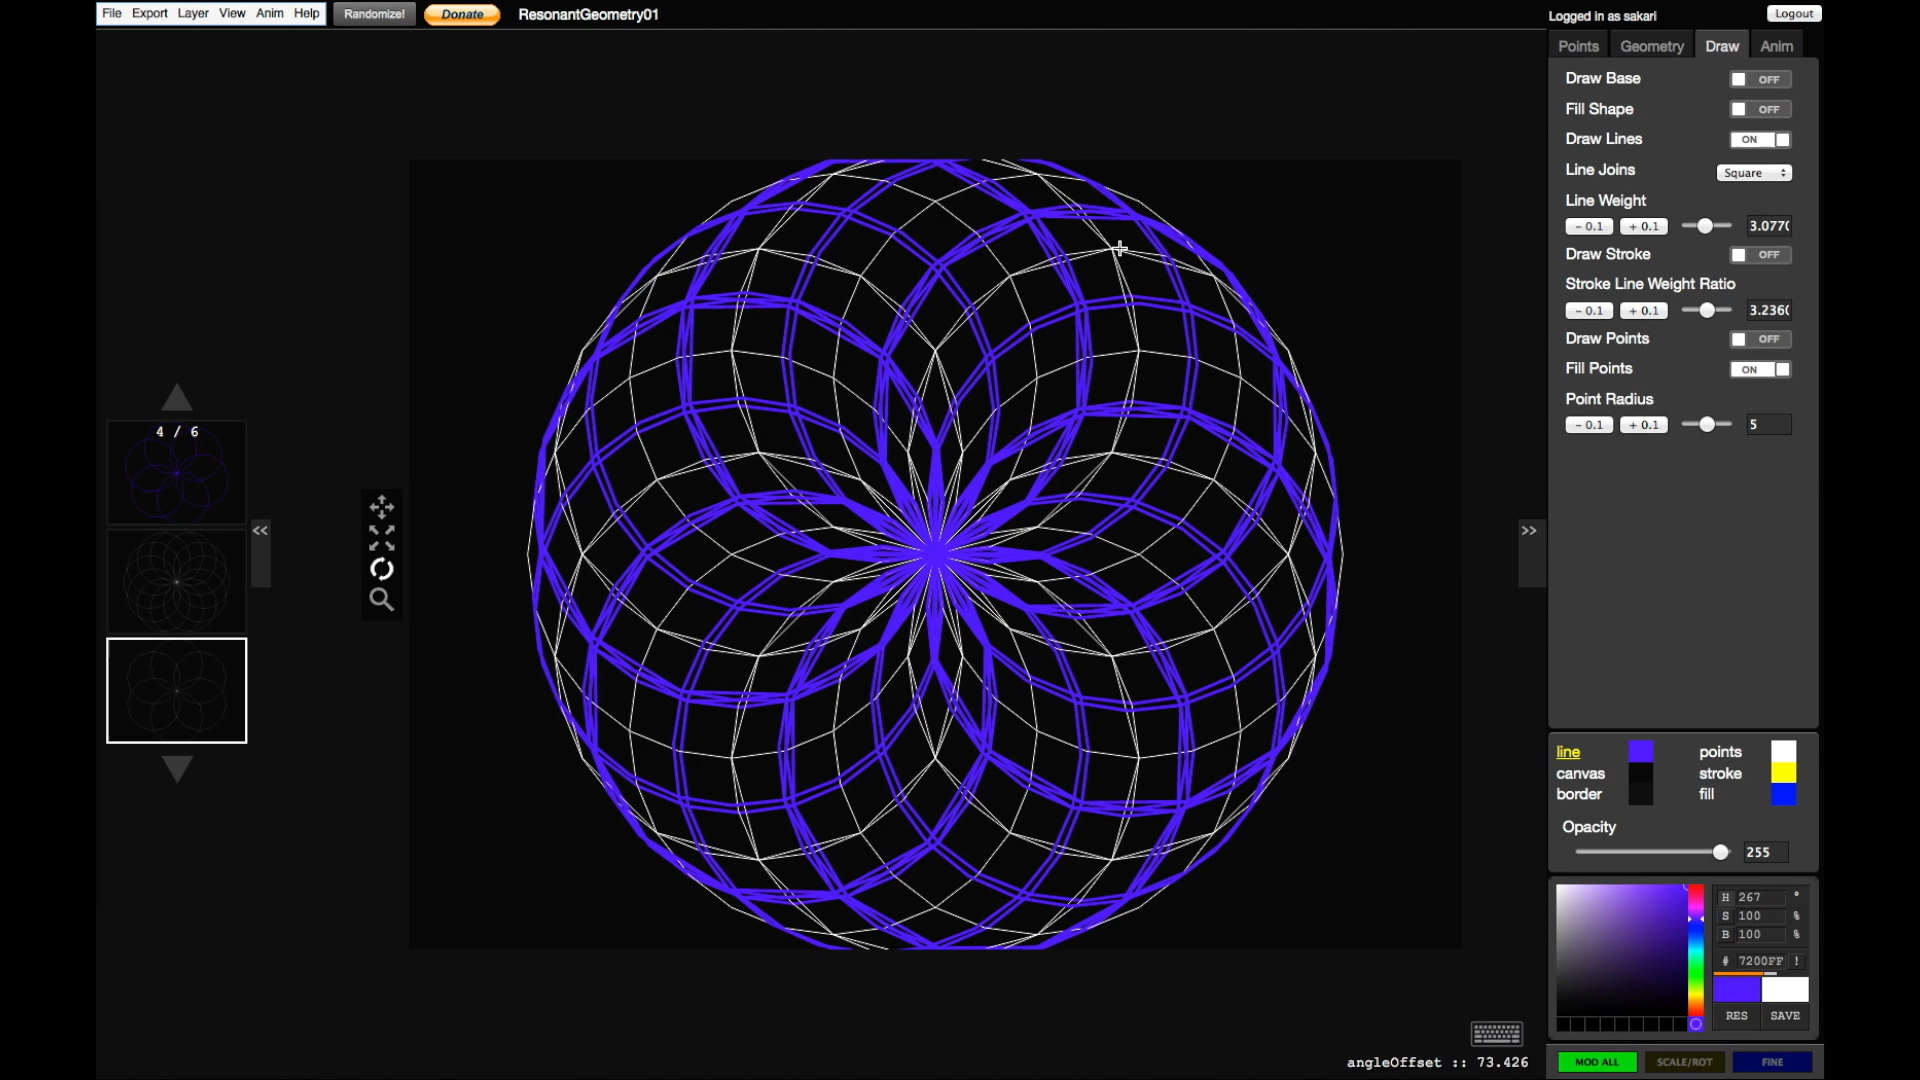 File Export Layer View Anim Help Randomize! Donate ResonantGeometry01
Logged in as sakari Logout
Points Geometry Draw Anim
Draw Base OFF
Fill Shape OFF
Draw Lines ON
Line Joins Square
Line Weight
- 0.1 + 0.1 3.0770
Draw Stroke OFF
Stroke Line Weight Ratio
- 0.1 + 0.1 3.2360
Draw Points OFF
Fill Points ON
Point Radius
- 0.1 + 0.1 5
4 / 6
<<
>>
line points
canvas stroke
border fill
Opacity
255
H 267 °
S 100 %
B 100 %
# 7200FF !
RES SAVE
angleOffset :: 73.426
MOD ALL SCALE/ROT FINE